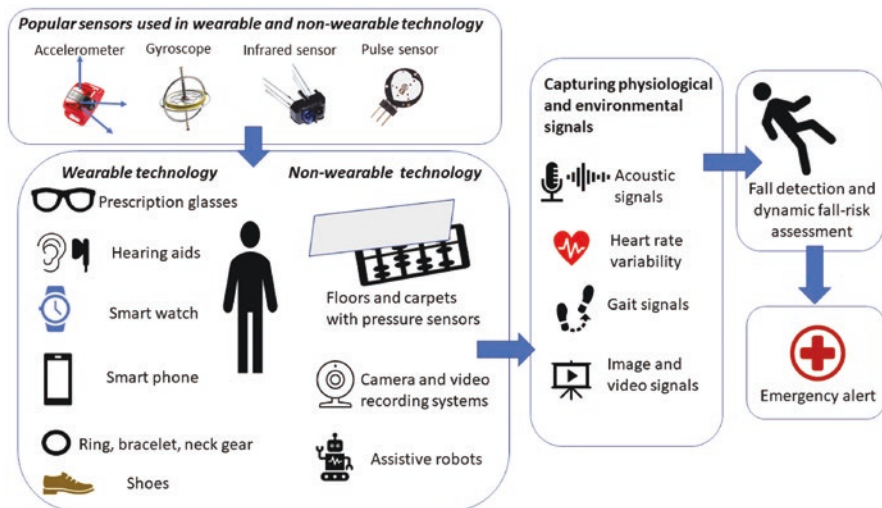 Popular sensors used in wearable and non-wearable technology
Accelerometer
Gyroscope
Infrared sensor
Pulse sensor
Wearable technology
Prescription glasses
Hearing aids
Smart watch
Smart phone
Ring, bracelet, neck gear
Shoes
Non-wearable technology
Floors and carpets
with pressure sensors
Camera and video
recording systems
Assistive robots
Capturing physiological
and environmental
signals
Acoustic
signals
Heart rate
variability
Gait signals
Image and
video signals
Fall detection and
dynamic fall-risk
assessment
Emergency alert